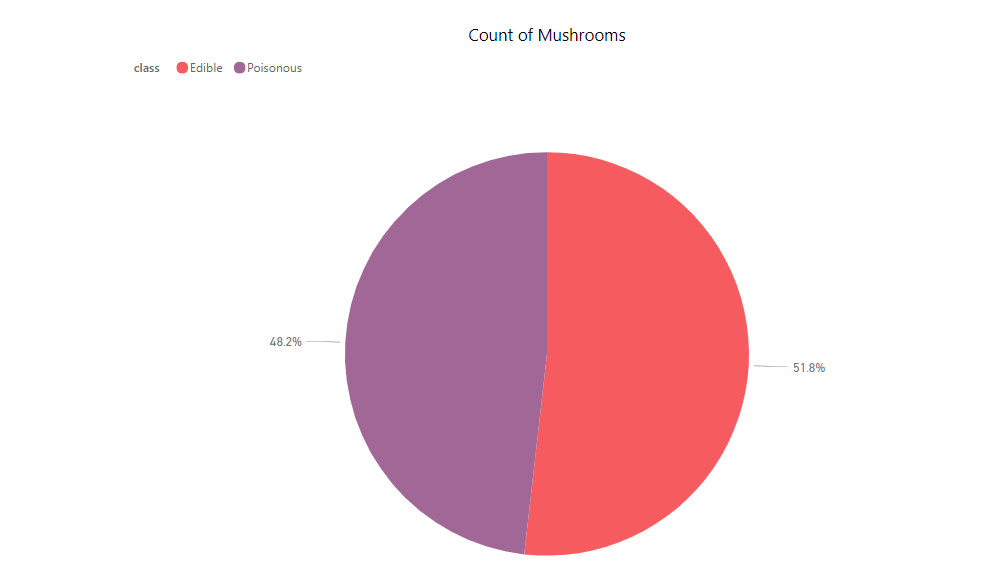 Count of Mushrooms
class Edible Poisonous
48.2%
51.8%